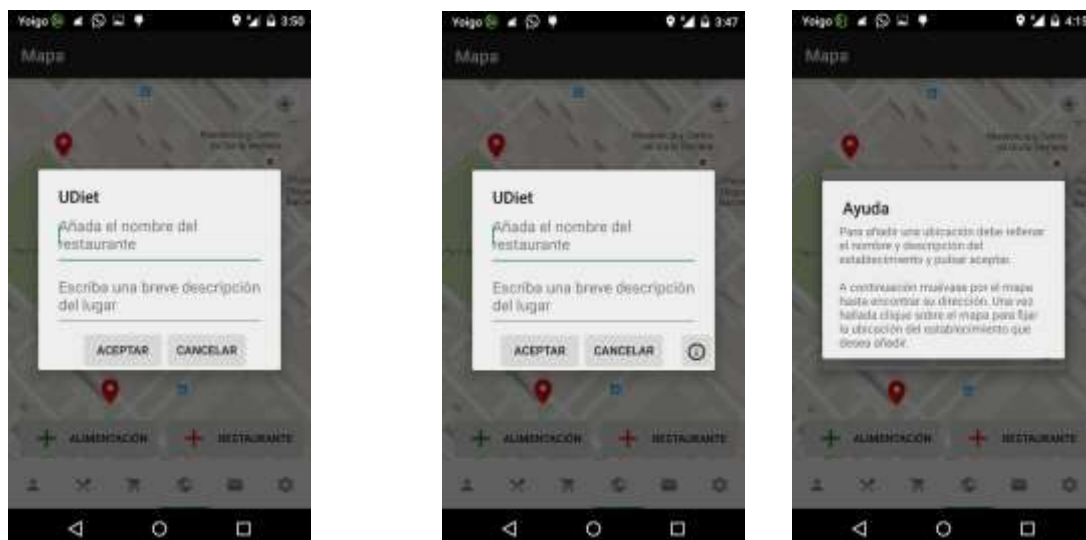 Yoigo
3:50
Mapa
UDiet
Añada el nombre del
restaurante
Escriba una breve descripción
del lugar
ACEPTAR CANCELAR
ALIMENTACIÓN RESTAURANTE
Yoigo
3:47
Mapa
UDiet
Añada el nombre del
restaurante
Escriba una breve descripción
del lugar
ACEPTAR CANCELAR
ALIMENTACIÓN RESTAURANTE
Yoigo
Mapa
Ayuda
Para añadir una ubicación debe rellenar
el nombre y descripción del
establecimiento y pulsar aceptar.
A continuación muévase por el mapa
hasta encontrar su dirección. Una vez
hallada clique sobre el mapa para fijar
la ubicación del establecimiento que
desea añadir.
ALIMENTACIÓN RESTAURANTE